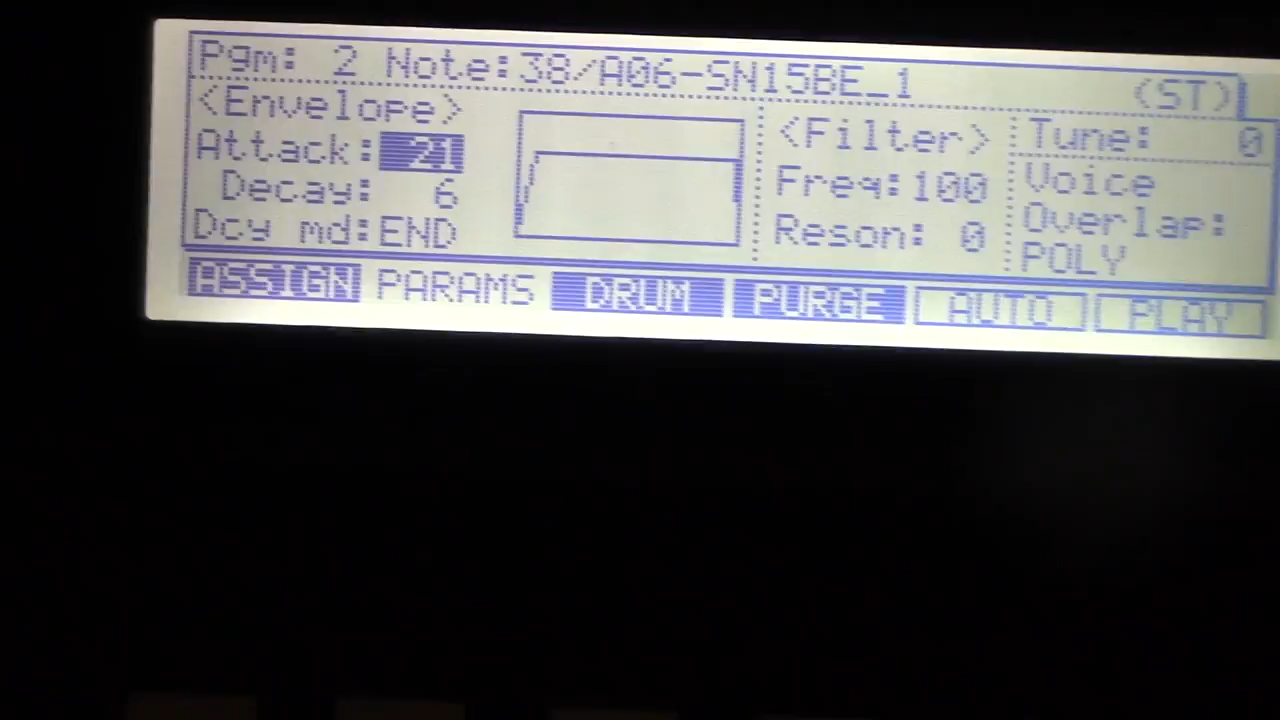 Pgm: 2 Note:38/A06-SN15BE_1 (ST)
<Envelope>
Attack: 21
Decay: 6
Dcy md:END
<Filter>
Freq:100
Reson: 0
Tune: 0
Voice
Overlap:
POLY
ASSIGN PARAMS DRUM PURGE AUTO PLAY